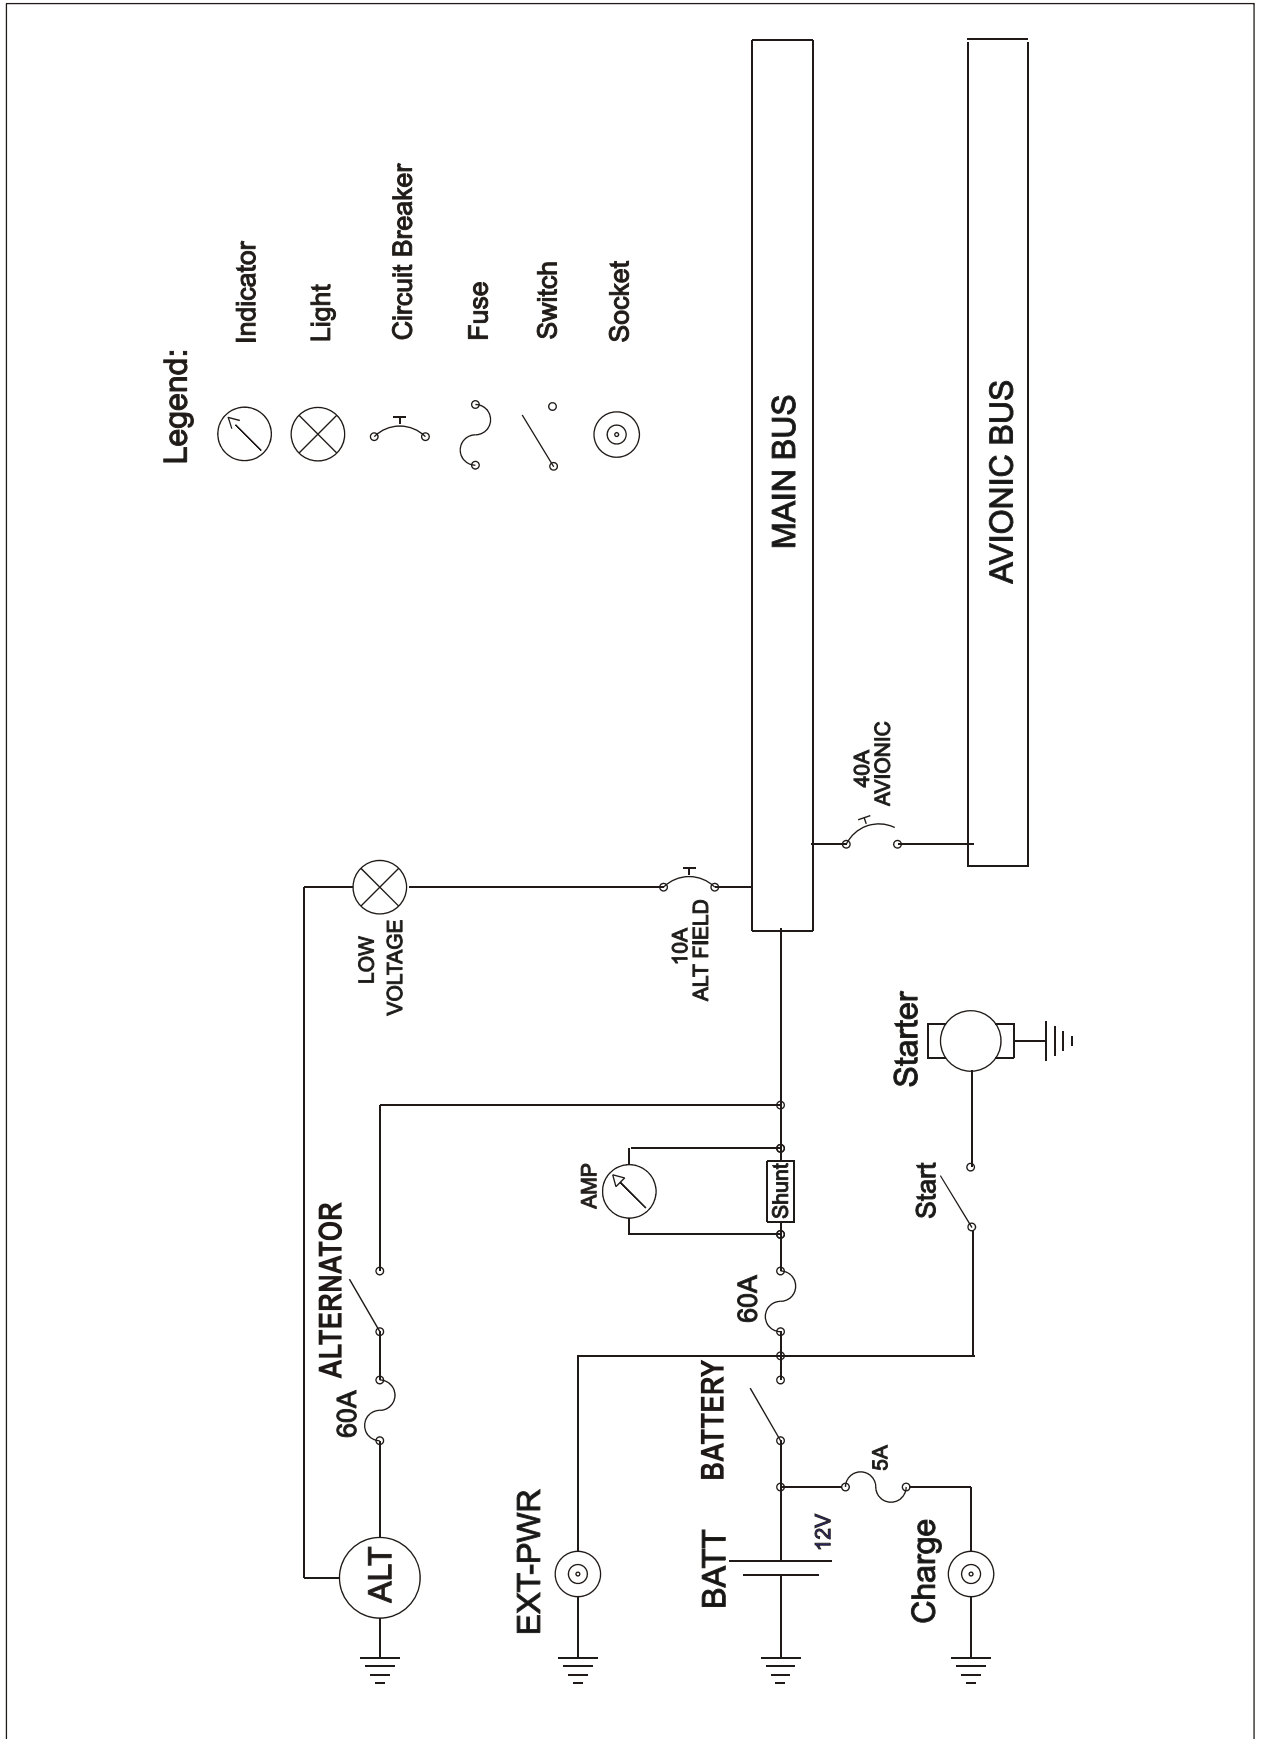 Legend:
Indicator
Light
Circuit Breaker
Fuse
Switch
Socket
ALT
60A
ALTERNATOR
LOW
VOLTAGE
EXT-PWR
AMP
10A
ALT FIELD
BATT
12V
BATTERY
60A
Shunt
MAIN BUS
Charge
5A
Start
Starter
40A
AVIONIC
AVIONIC BUS